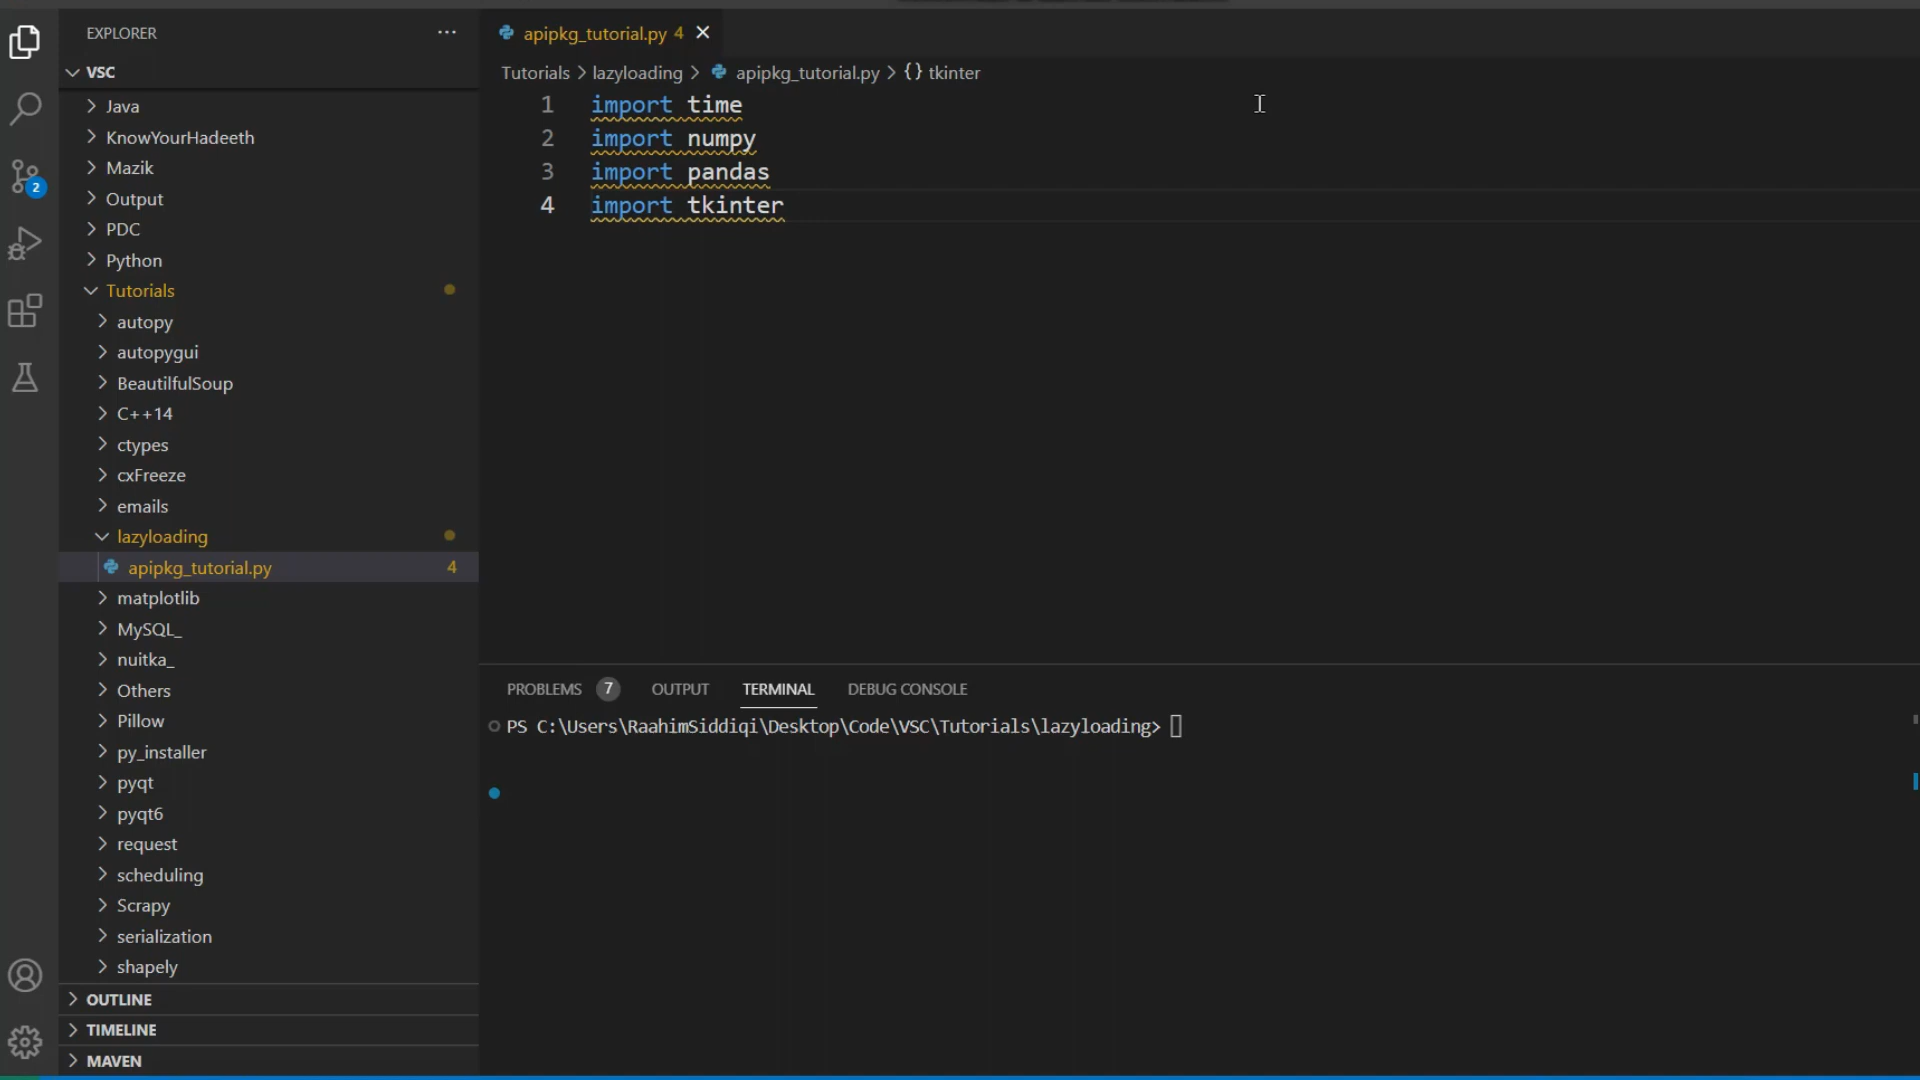 EXPLORER
VSC
Java
KnowYourHadeeth
Mazik
Output
PDC
Python
Tutorials
autopy
autopygui
BeautilfulSoup
C++14
ctypes
cxFreeze
emails
lazyloading
apipkg_tutorial.py 4
matplotlib
MySQL_
nuitka_
Others
Pillow
py_installer
pyqt
pyqt6
request
scheduling
Scrapy
serialization
shapely
OUTLINE
TIMELINE
MAVEN
2
apipkg_tutorial.py 4
Tutorials > lazyloading > apipkg_tutorial.py > {} tkinter
1 import time
2 import numpy
3 import pandas
4 import tkinter
PROBLEMS 7 OUTPUT TERMINAL DEBUG CONSOLE
PS C:\Users\RaahimSiddiqi\Desktop\Code\VSC\Tutorials\lazyloading>